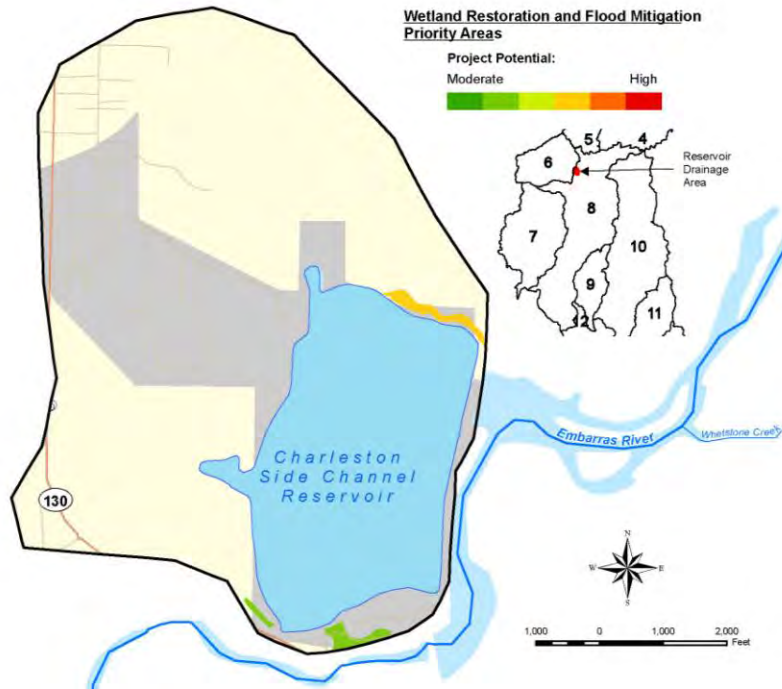 Wetland Restoration and Flood Mitigation
Priority Areas
Project Potential:
Moderate High
5 4
6
Reservoir
Drainage
Area
8
7
10
9
11
12
Embarras River
Whetstone Creek
Charleston
Side Channel
Reservoir
130
N
W E
S
1,000 0 1,000 2,000
Feet